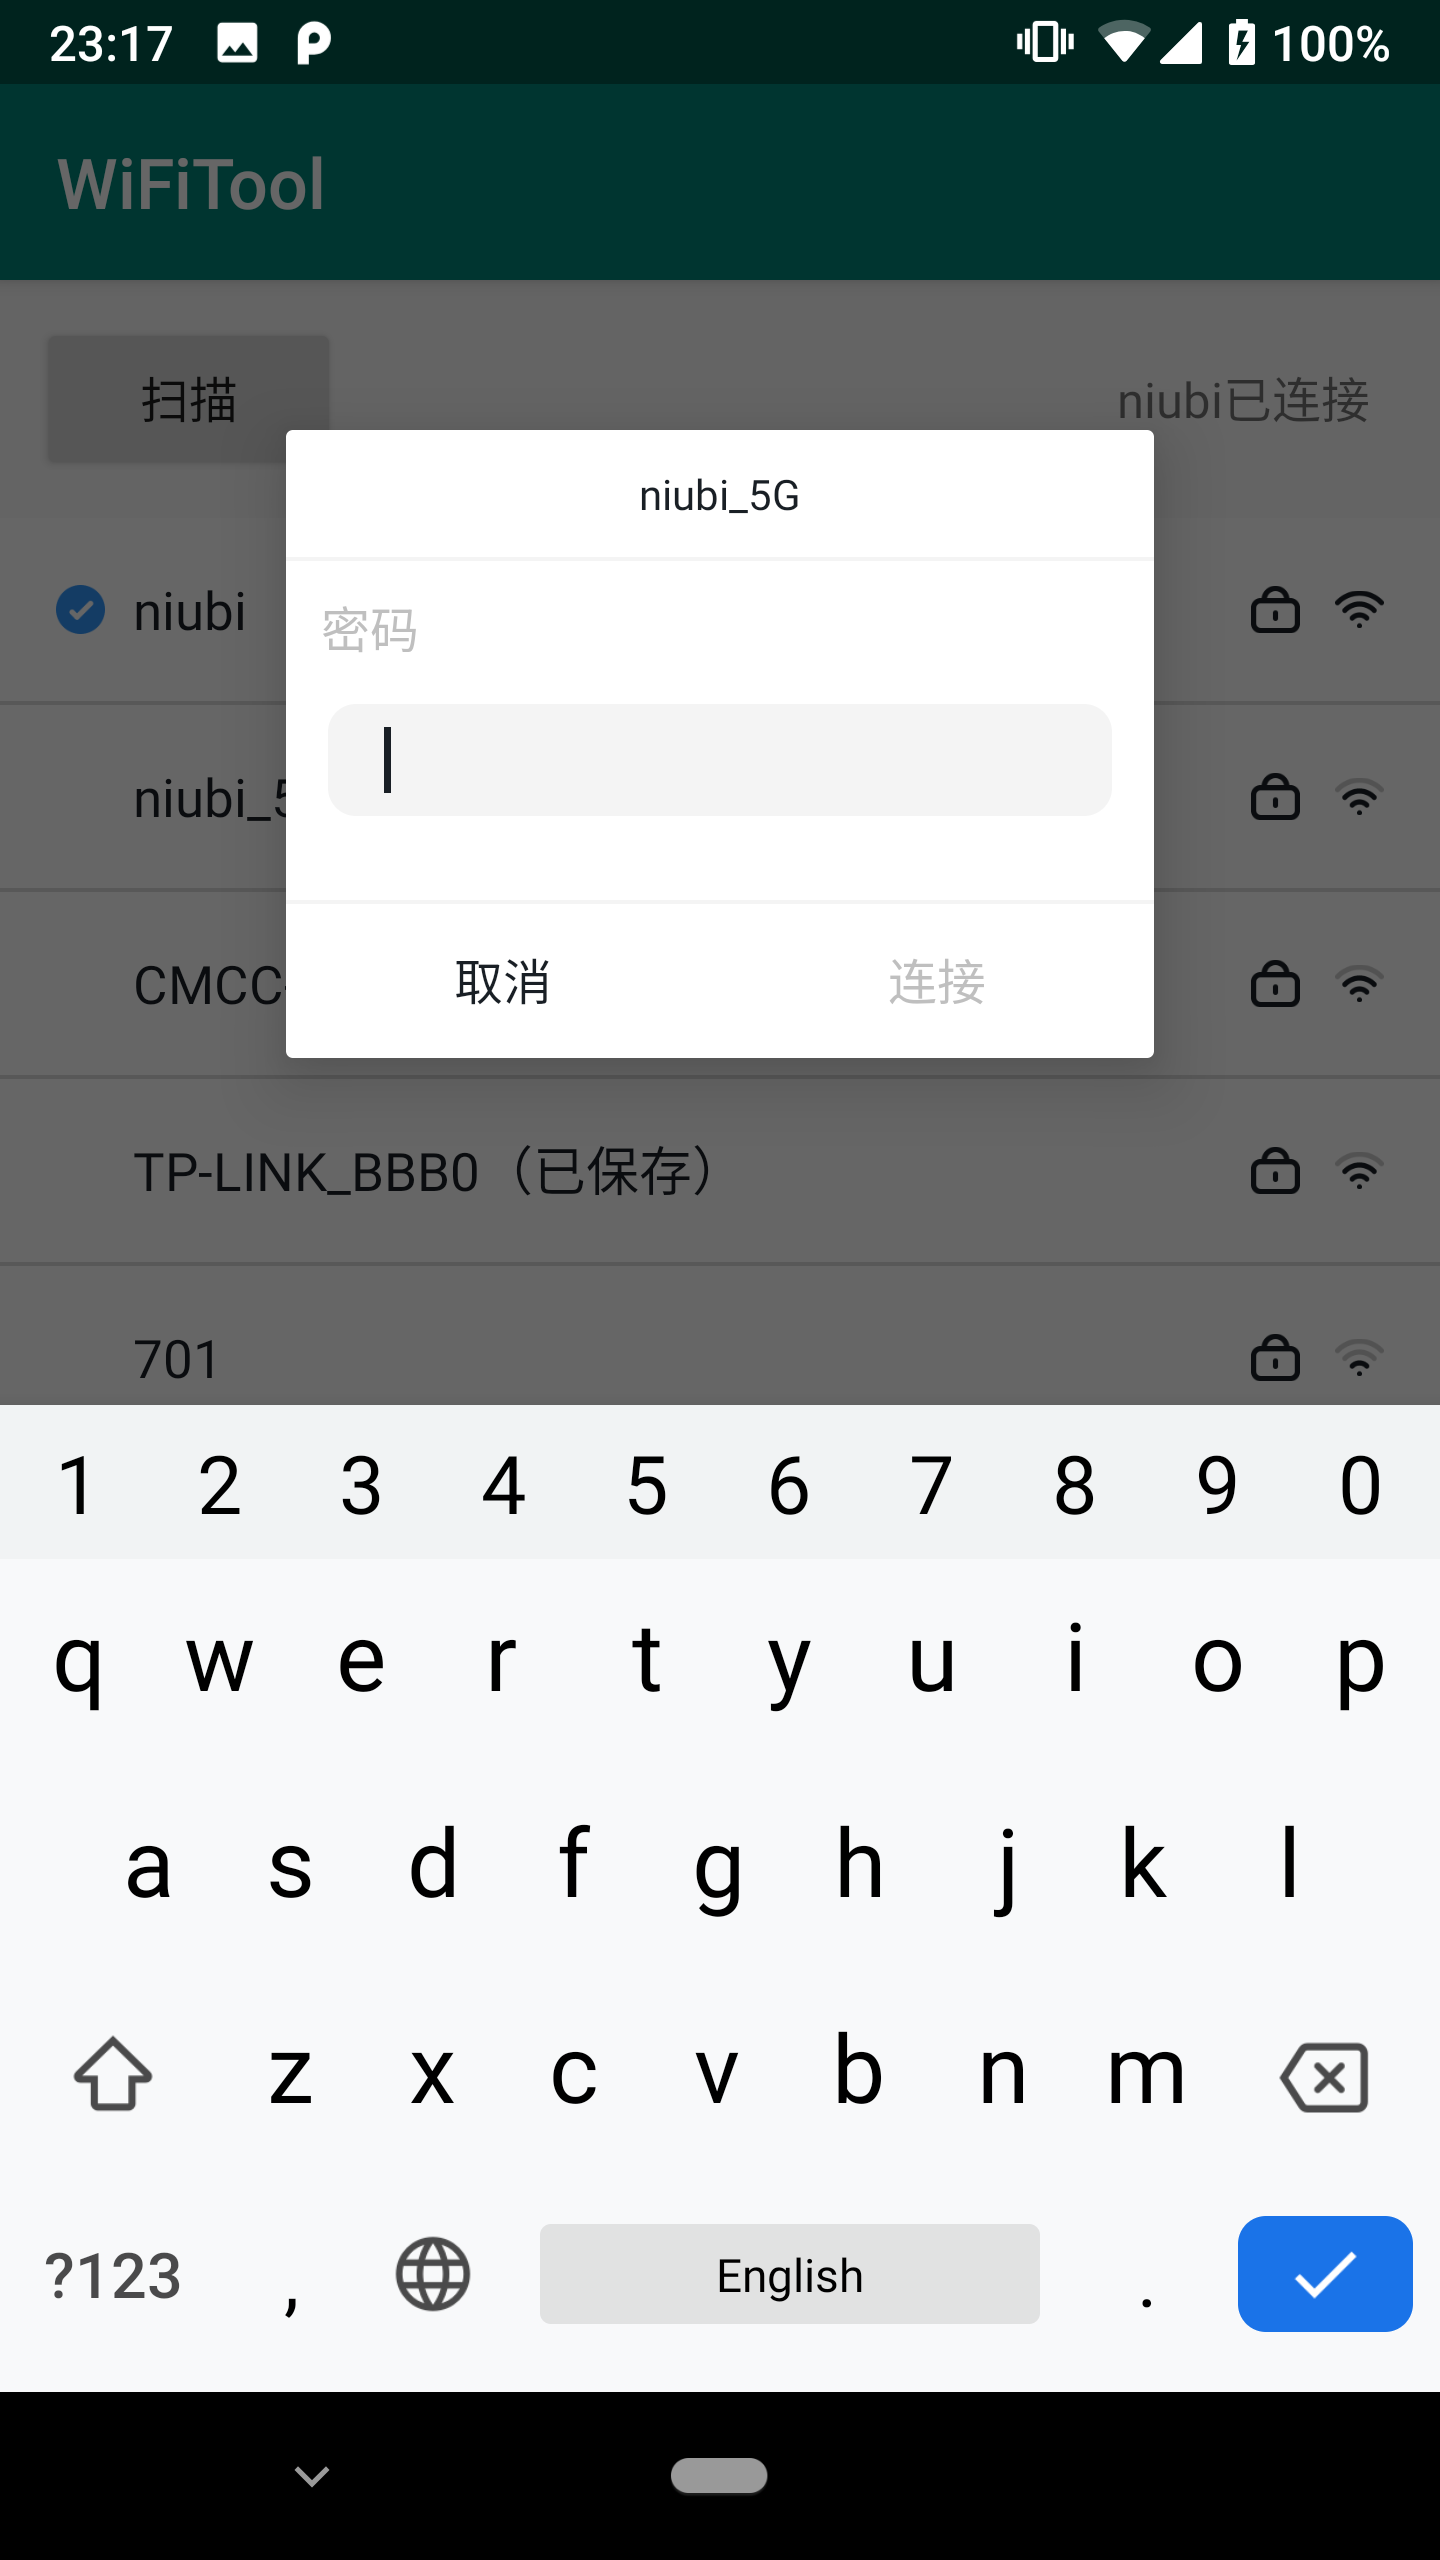 23:17 100%
WiFiTool
扫描 niubi已连接
niubi_5G
niubi
密码
niubi_5
CMCC-
取消 连接
TP-LINK_BBB0（已保存）
701
1 2 3 4 5 6 7 8 9 0
q w e r t y u i o p
a s d f g h j k l
z x c v b n m
?123 , English .